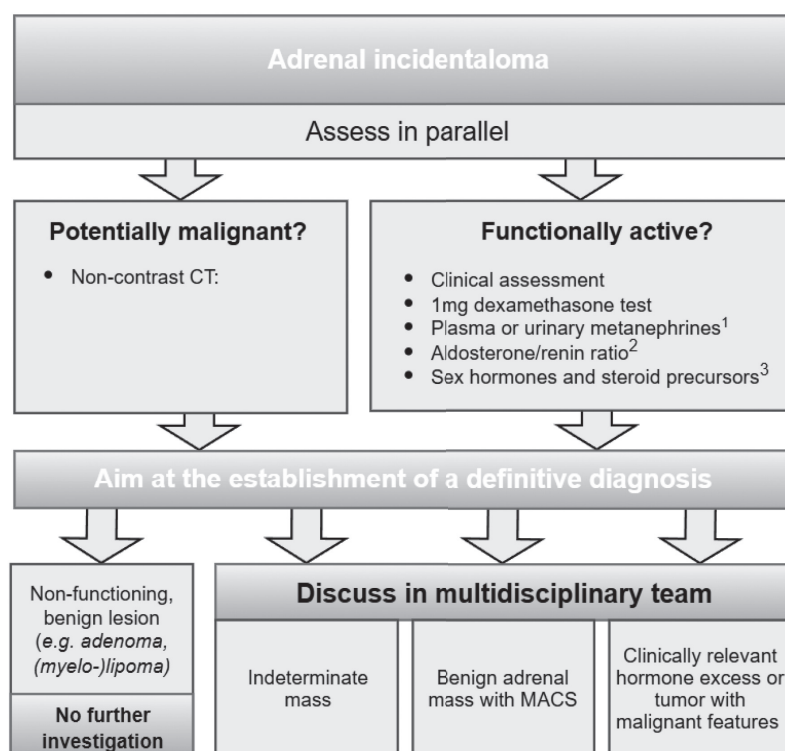 Adrenal incidentaloma
Assess in parallel
Potentially malignant?
• Non-contrast CT:
Functionally active?
• Clinical assessment
• 1mg dexamethasone test
• Plasma or urinary metanephrines1
• Aldosterone/renin ratio2
• Sex hormones and steroid precursors3
Aim at the establishment of a definitive diagnosis
Non-functioning,
benign lesion
(e.g. adenoma,
(myelo-)lipoma)
No further
investigation
Discuss in multidisciplinary team
Indeterminate
mass
Benign adrenal
mass with MACS
Clinically relevant
hormone excess or
tumor with
malignant features